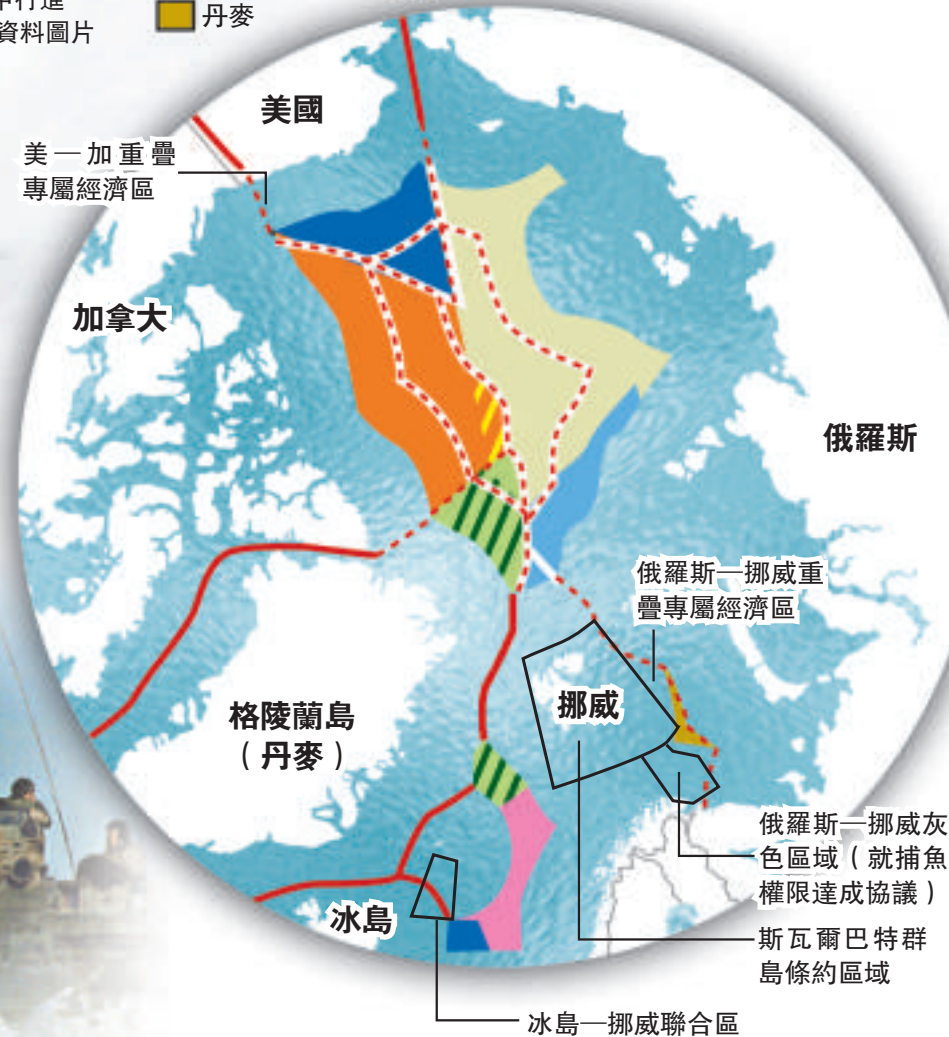 資料圖片
丹麥
美國
美—加重疊
專屬經濟區
加拿大
俄羅斯
俄羅斯—挪威重
疊專屬經濟區
挪威
格陵蘭島
（丹麥）
俄羅斯—挪威灰
色區域（就捕魚
權限達成協議）
冰島
斯瓦爾巴特群
島條約區域
冰島—挪威聯合區